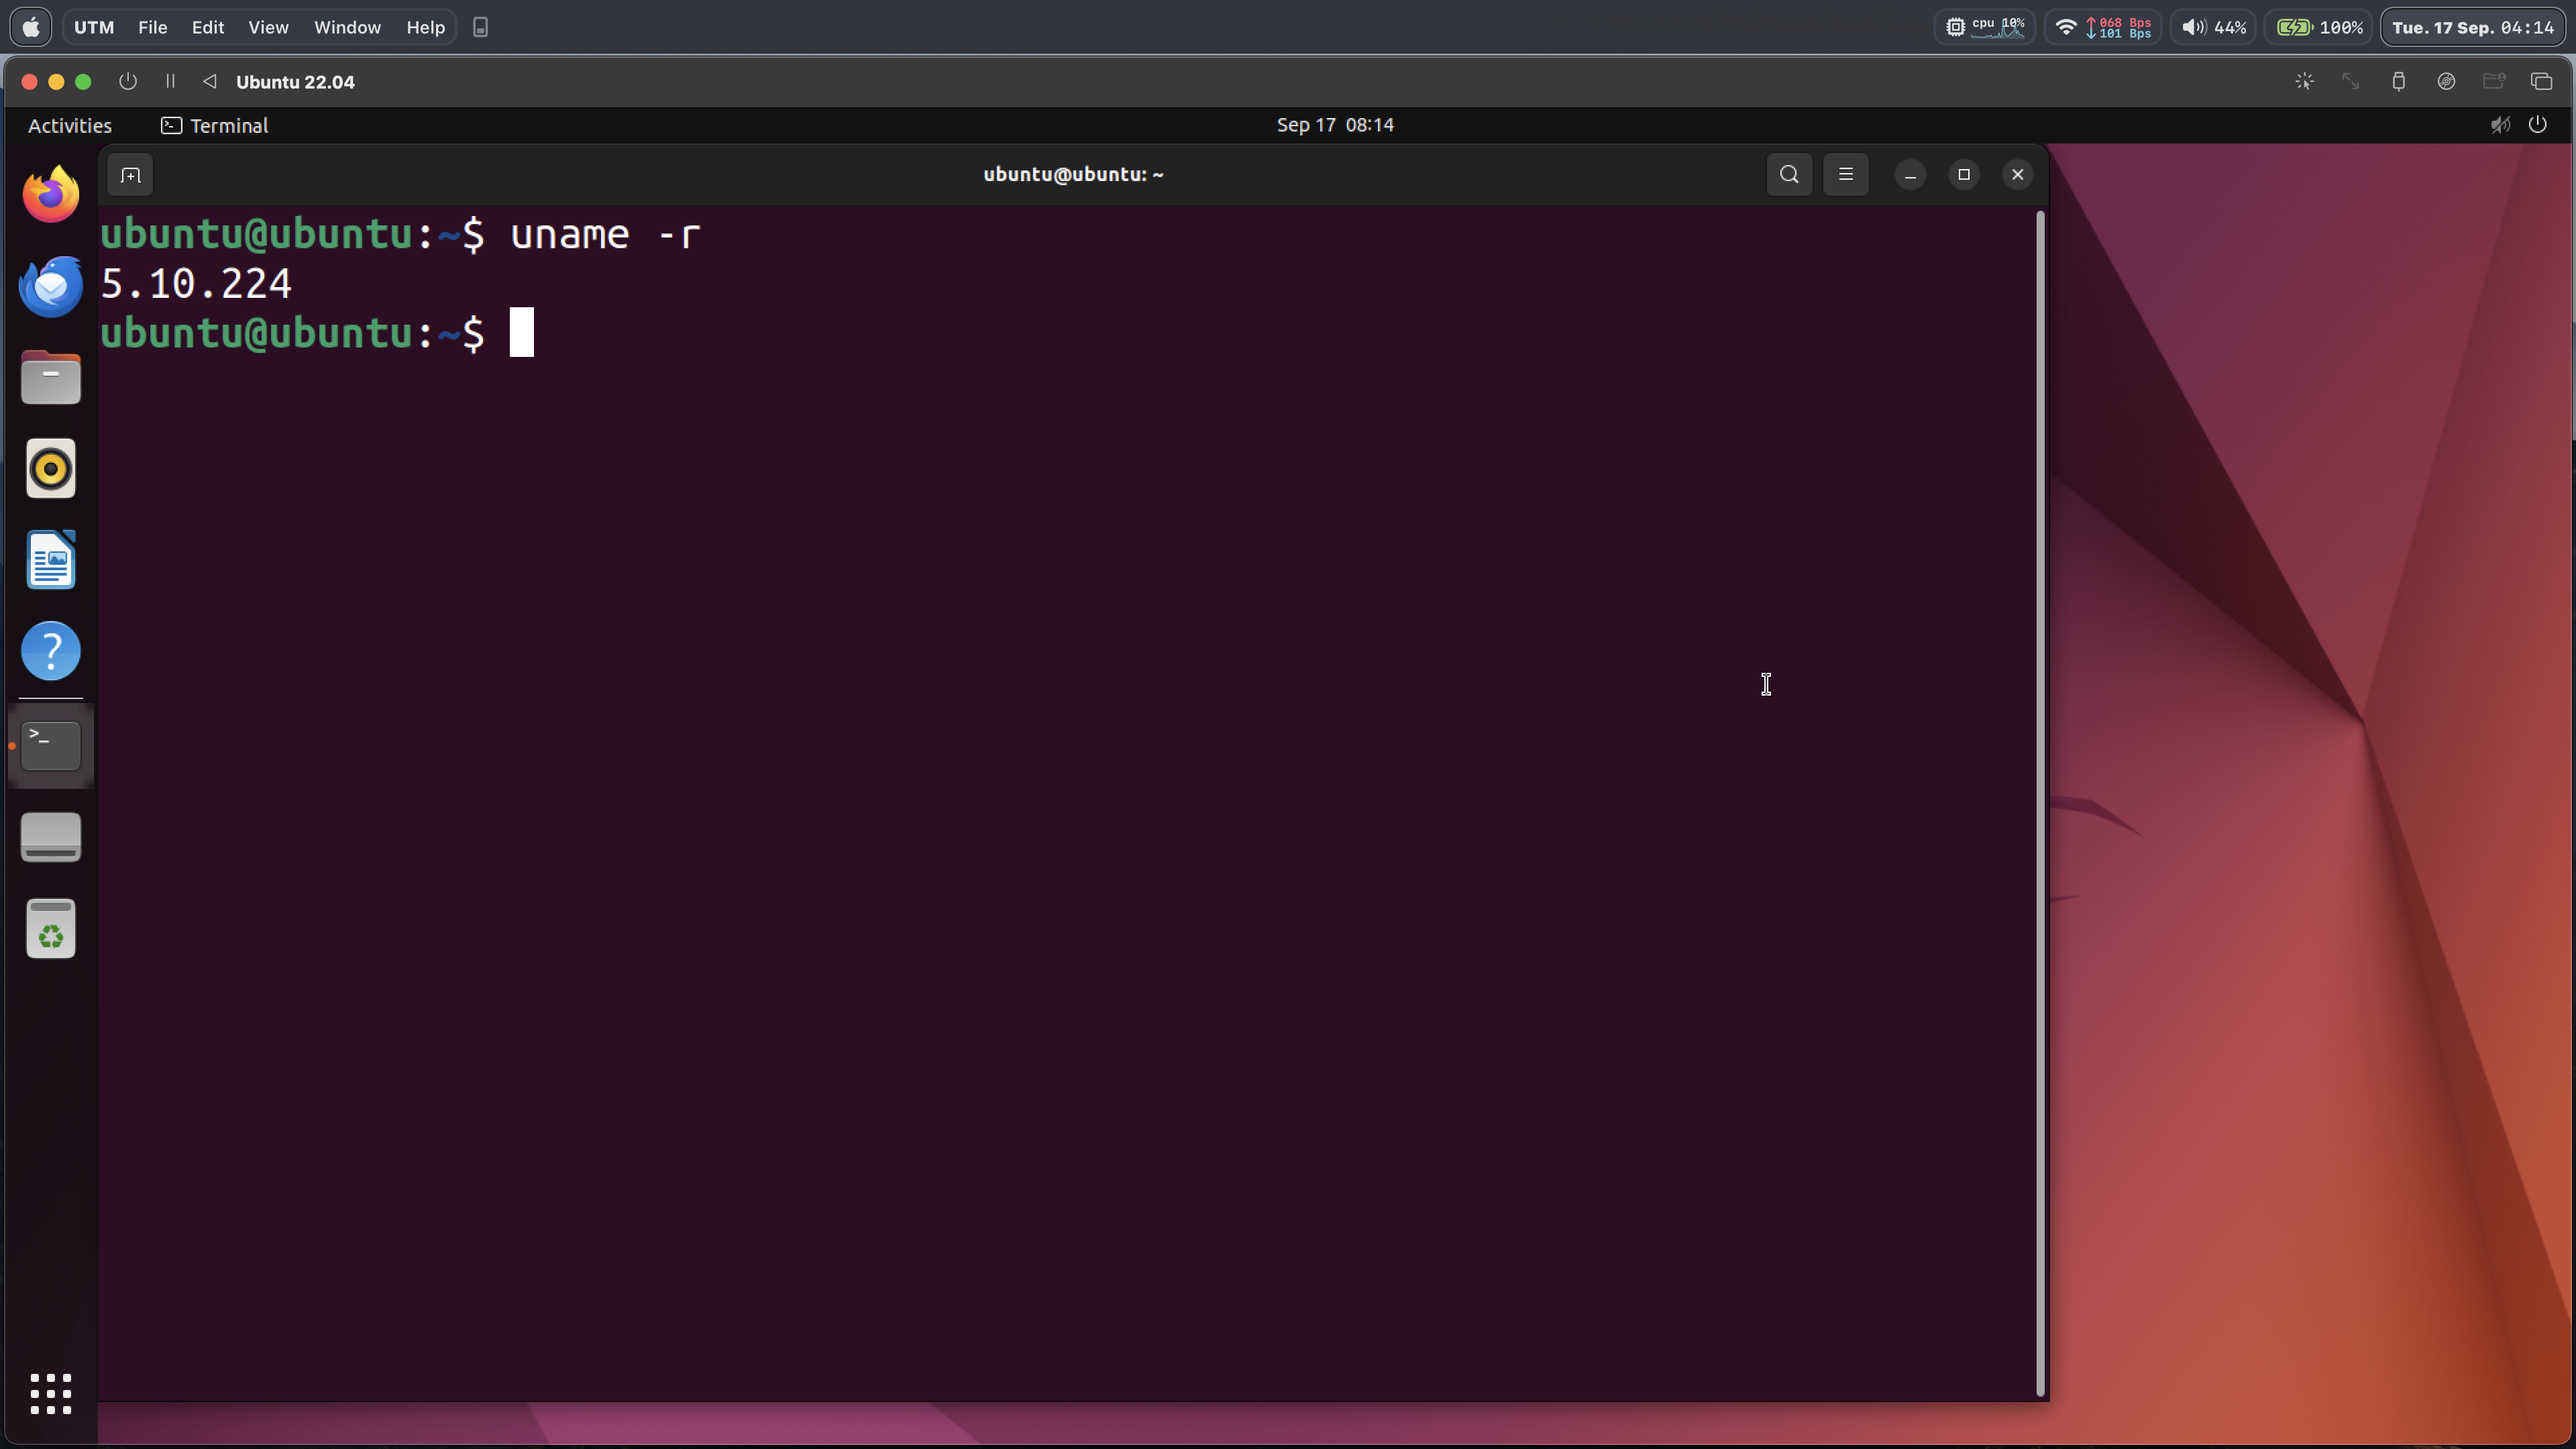 UTM File Edit View Window Help
cpu 10%
068 Bps
101 Bps
44%
100%
Tue. 17 Sep. 04:14
Ubuntu 22.04
Activities
Terminal
Sep 17 08:14
ubuntu@ubuntu: ~
ubuntu@ubuntu:~$ uname -r
5.10.224
ubuntu@ubuntu:~$